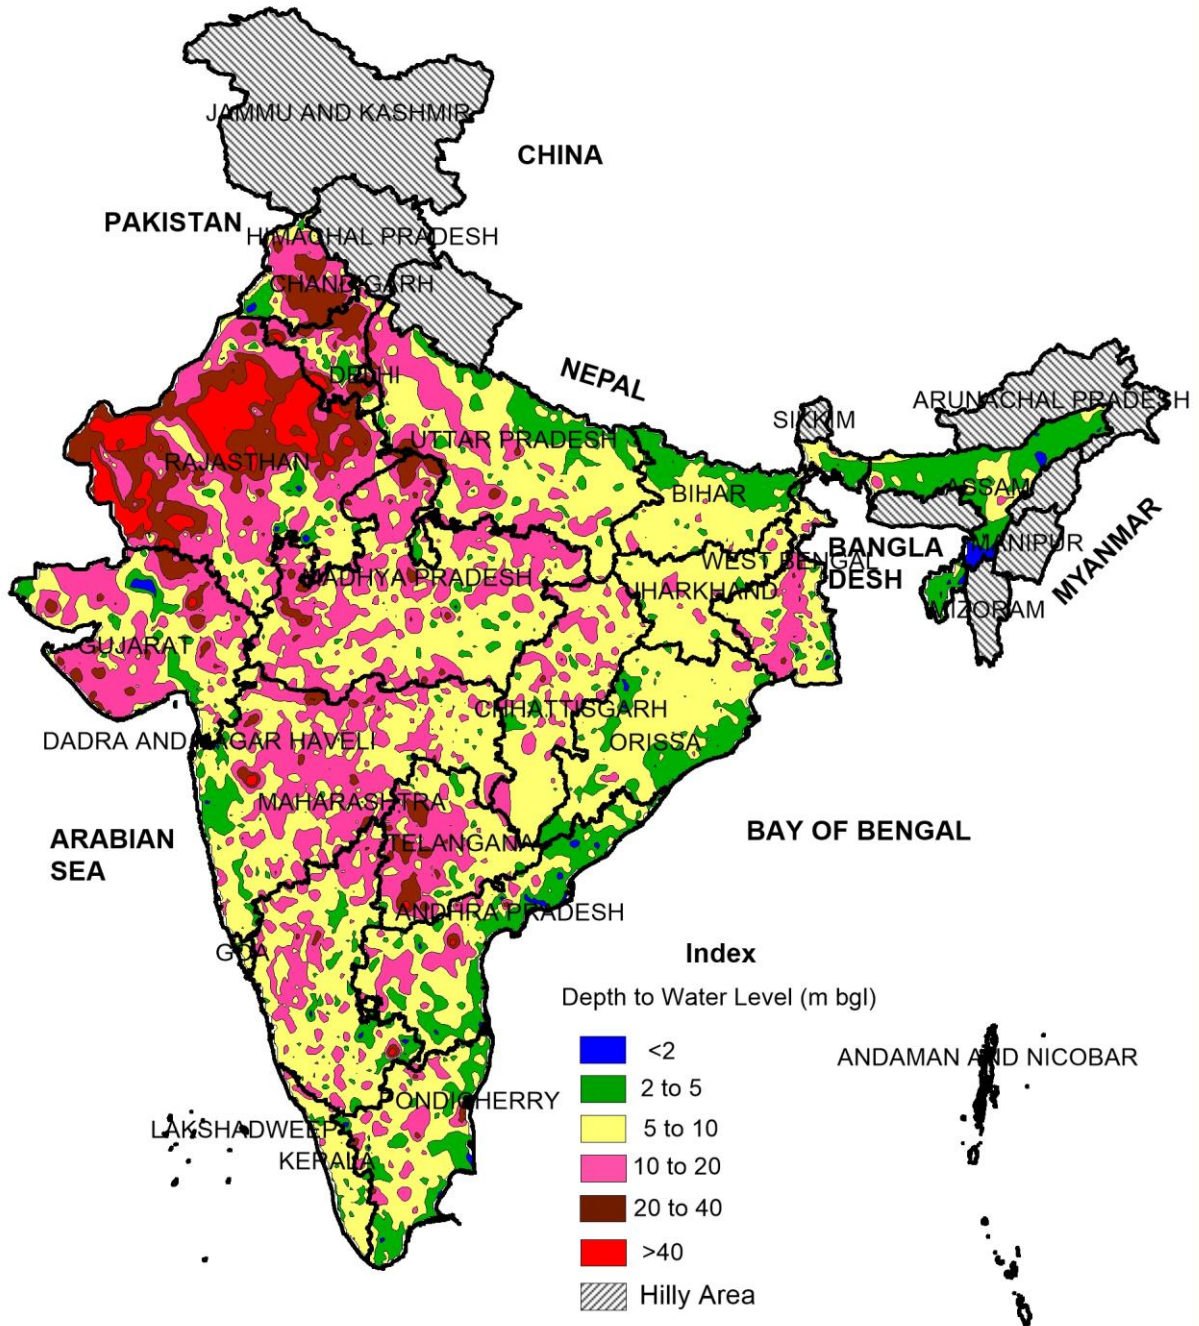 JAMMU AND KASHMIR
CHINA
PAKISTAN
HIMACHAL PRADESH
CHANDIGARH
NEPAL
DELHI
ARUNACHAL PRADESH
SIKKIM
UTTAR PRADESH
RAJASTHAN
BIHAR
ASSAM
MANIPUR
BANGLA
DESH
WEST BENGAL
MYANMAR
MADHYA PRADESH
JHARKHAND
MIZORAM
GUJARAT
CHHATTISGARH
ORISSA
DADRA AND NAGAR HAVELI
MAHARASHTRA
TELANGANA
ARABIAN
SEA
BAY OF BENGAL
ANDHRA PRADESH
GOA
Index
Depth to Water Level (m bgl)
<2
2 to 5
5 to 10
10 to 20
20 to 40
>40
Hilly Area
ANDAMAN AND NICOBAR
PONDICHERRY
LAKSHADWEEP
KERALA